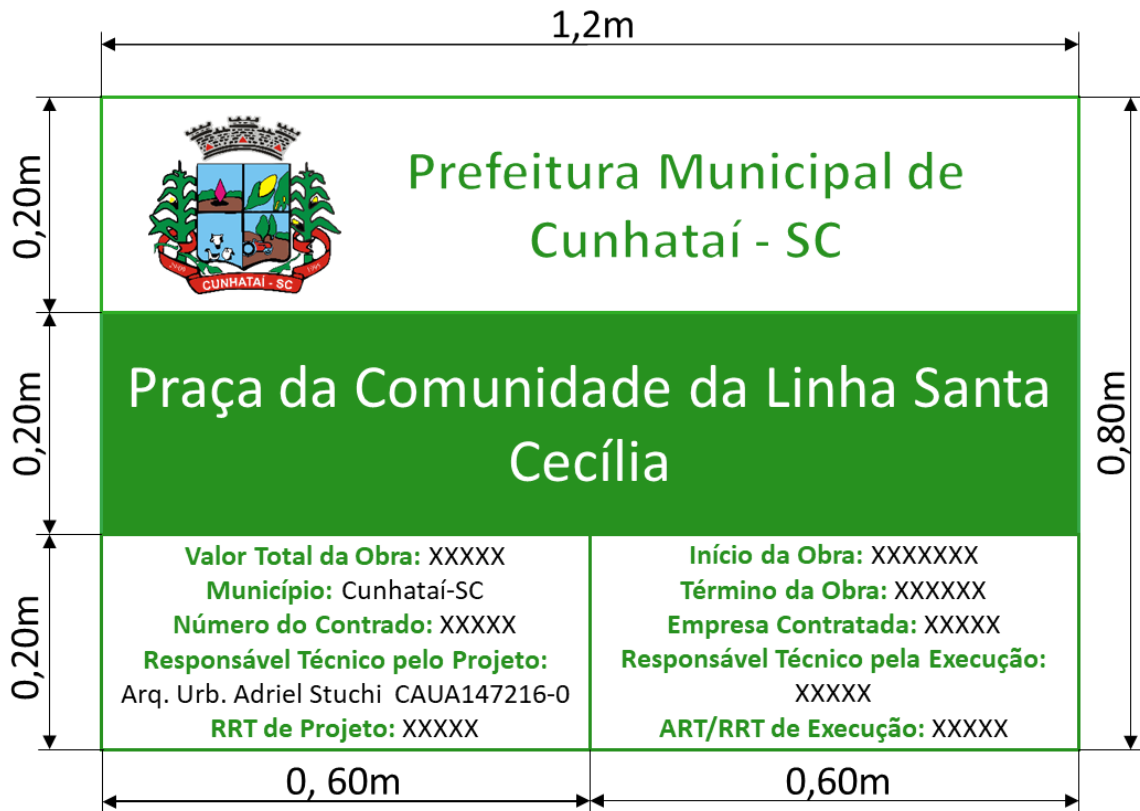 1,2m
0,20m
Prefeitura Municipal de
Cunhataí - SC
CUNHATAÍ - SC
1991
0,20m
Praça da Comunidade da Linha Santa
Cecília
0,80m
0,20m
Valor Total da Obra: XXXXX
Município: Cunhataí-SC
Número do Contrado: XXXXX
Responsável Técnico pelo Projeto:
Arq. Urb. Adriel Stuchi CAUA147216-0
RRT de Projeto: XXXXX
Início da Obra: XXXXXXX
Término da Obra: XXXXXX
Empresa Contratada: XXXXX
Responsável Técnico pela Execução:
XXXXX
ART/RRT de Execução: XXXXX
0, 60m
0,60m